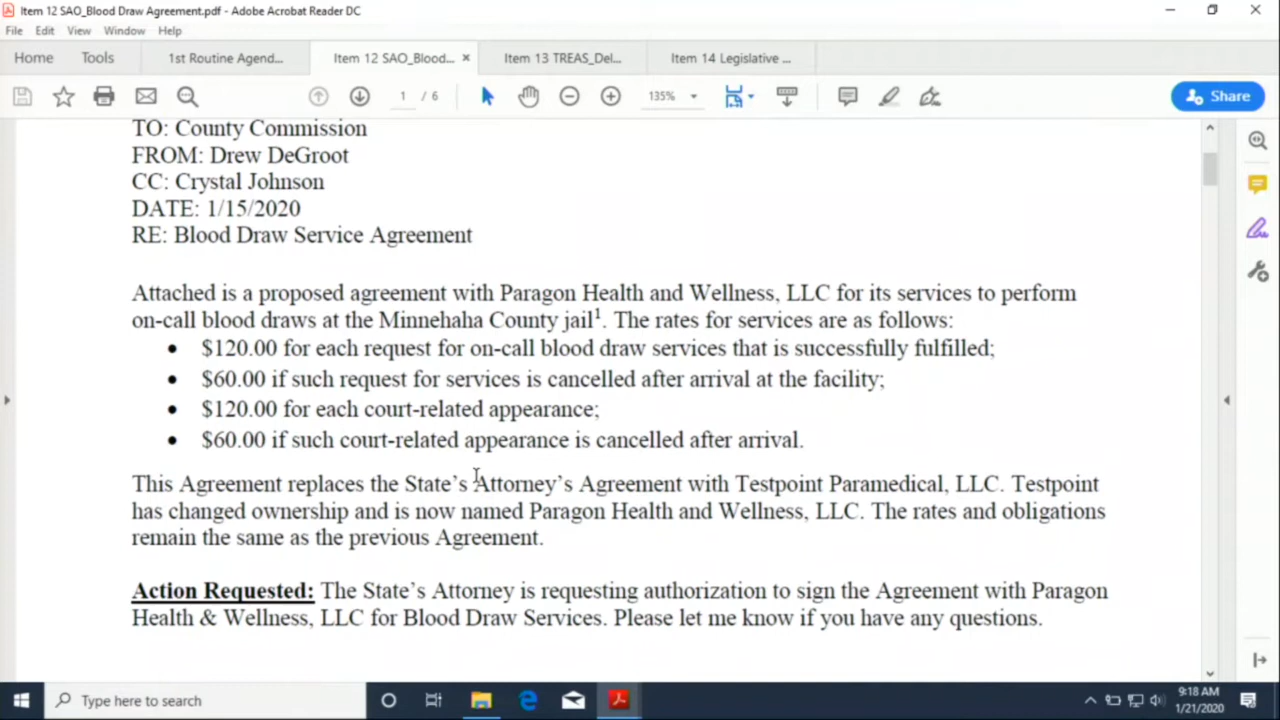 Item 12 SAO_Blood Draw Agreement.pdf - Adobe Acrobat Reader DC
File Edit View Window Help
Home Tools 1st Routine Agend... Item 12 SAO_Blood... × Item 13 TREAS_Del... Item 14 Legislative ...
1 / 6 135% Share
TO: County Commission
FROM: Drew DeGroot
CC: Crystal Johnson
DATE: 1/15/2020
RE: Blood Draw Service Agreement
Attached is a proposed agreement with Paragon Health and Wellness, LLC for its services to perform
on-call blood draws at the Minnehaha County jail¹. The rates for services are as follows:
• $120.00 for each request for on-call blood draw services that is successfully fulfilled;
• $60.00 if such request for services is cancelled after arrival at the facility;
• $120.00 for each court-related appearance;
• $60.00 if such court-related appearance is cancelled after arrival.
This Agreement replaces the State’s Attorney’s Agreement with Testpoint Paramedical, LLC. Testpoint
has changed ownership and is now named Paragon Health and Wellness, LLC. The rates and obligations
remain the same as the previous Agreement.
Action Requested: The State’s Attorney is requesting authorization to sign the Agreement with Paragon
Health & Wellness, LLC for Blood Draw Services. Please let me know if you have any questions.
Type here to search
9:18 AM
1/21/2020